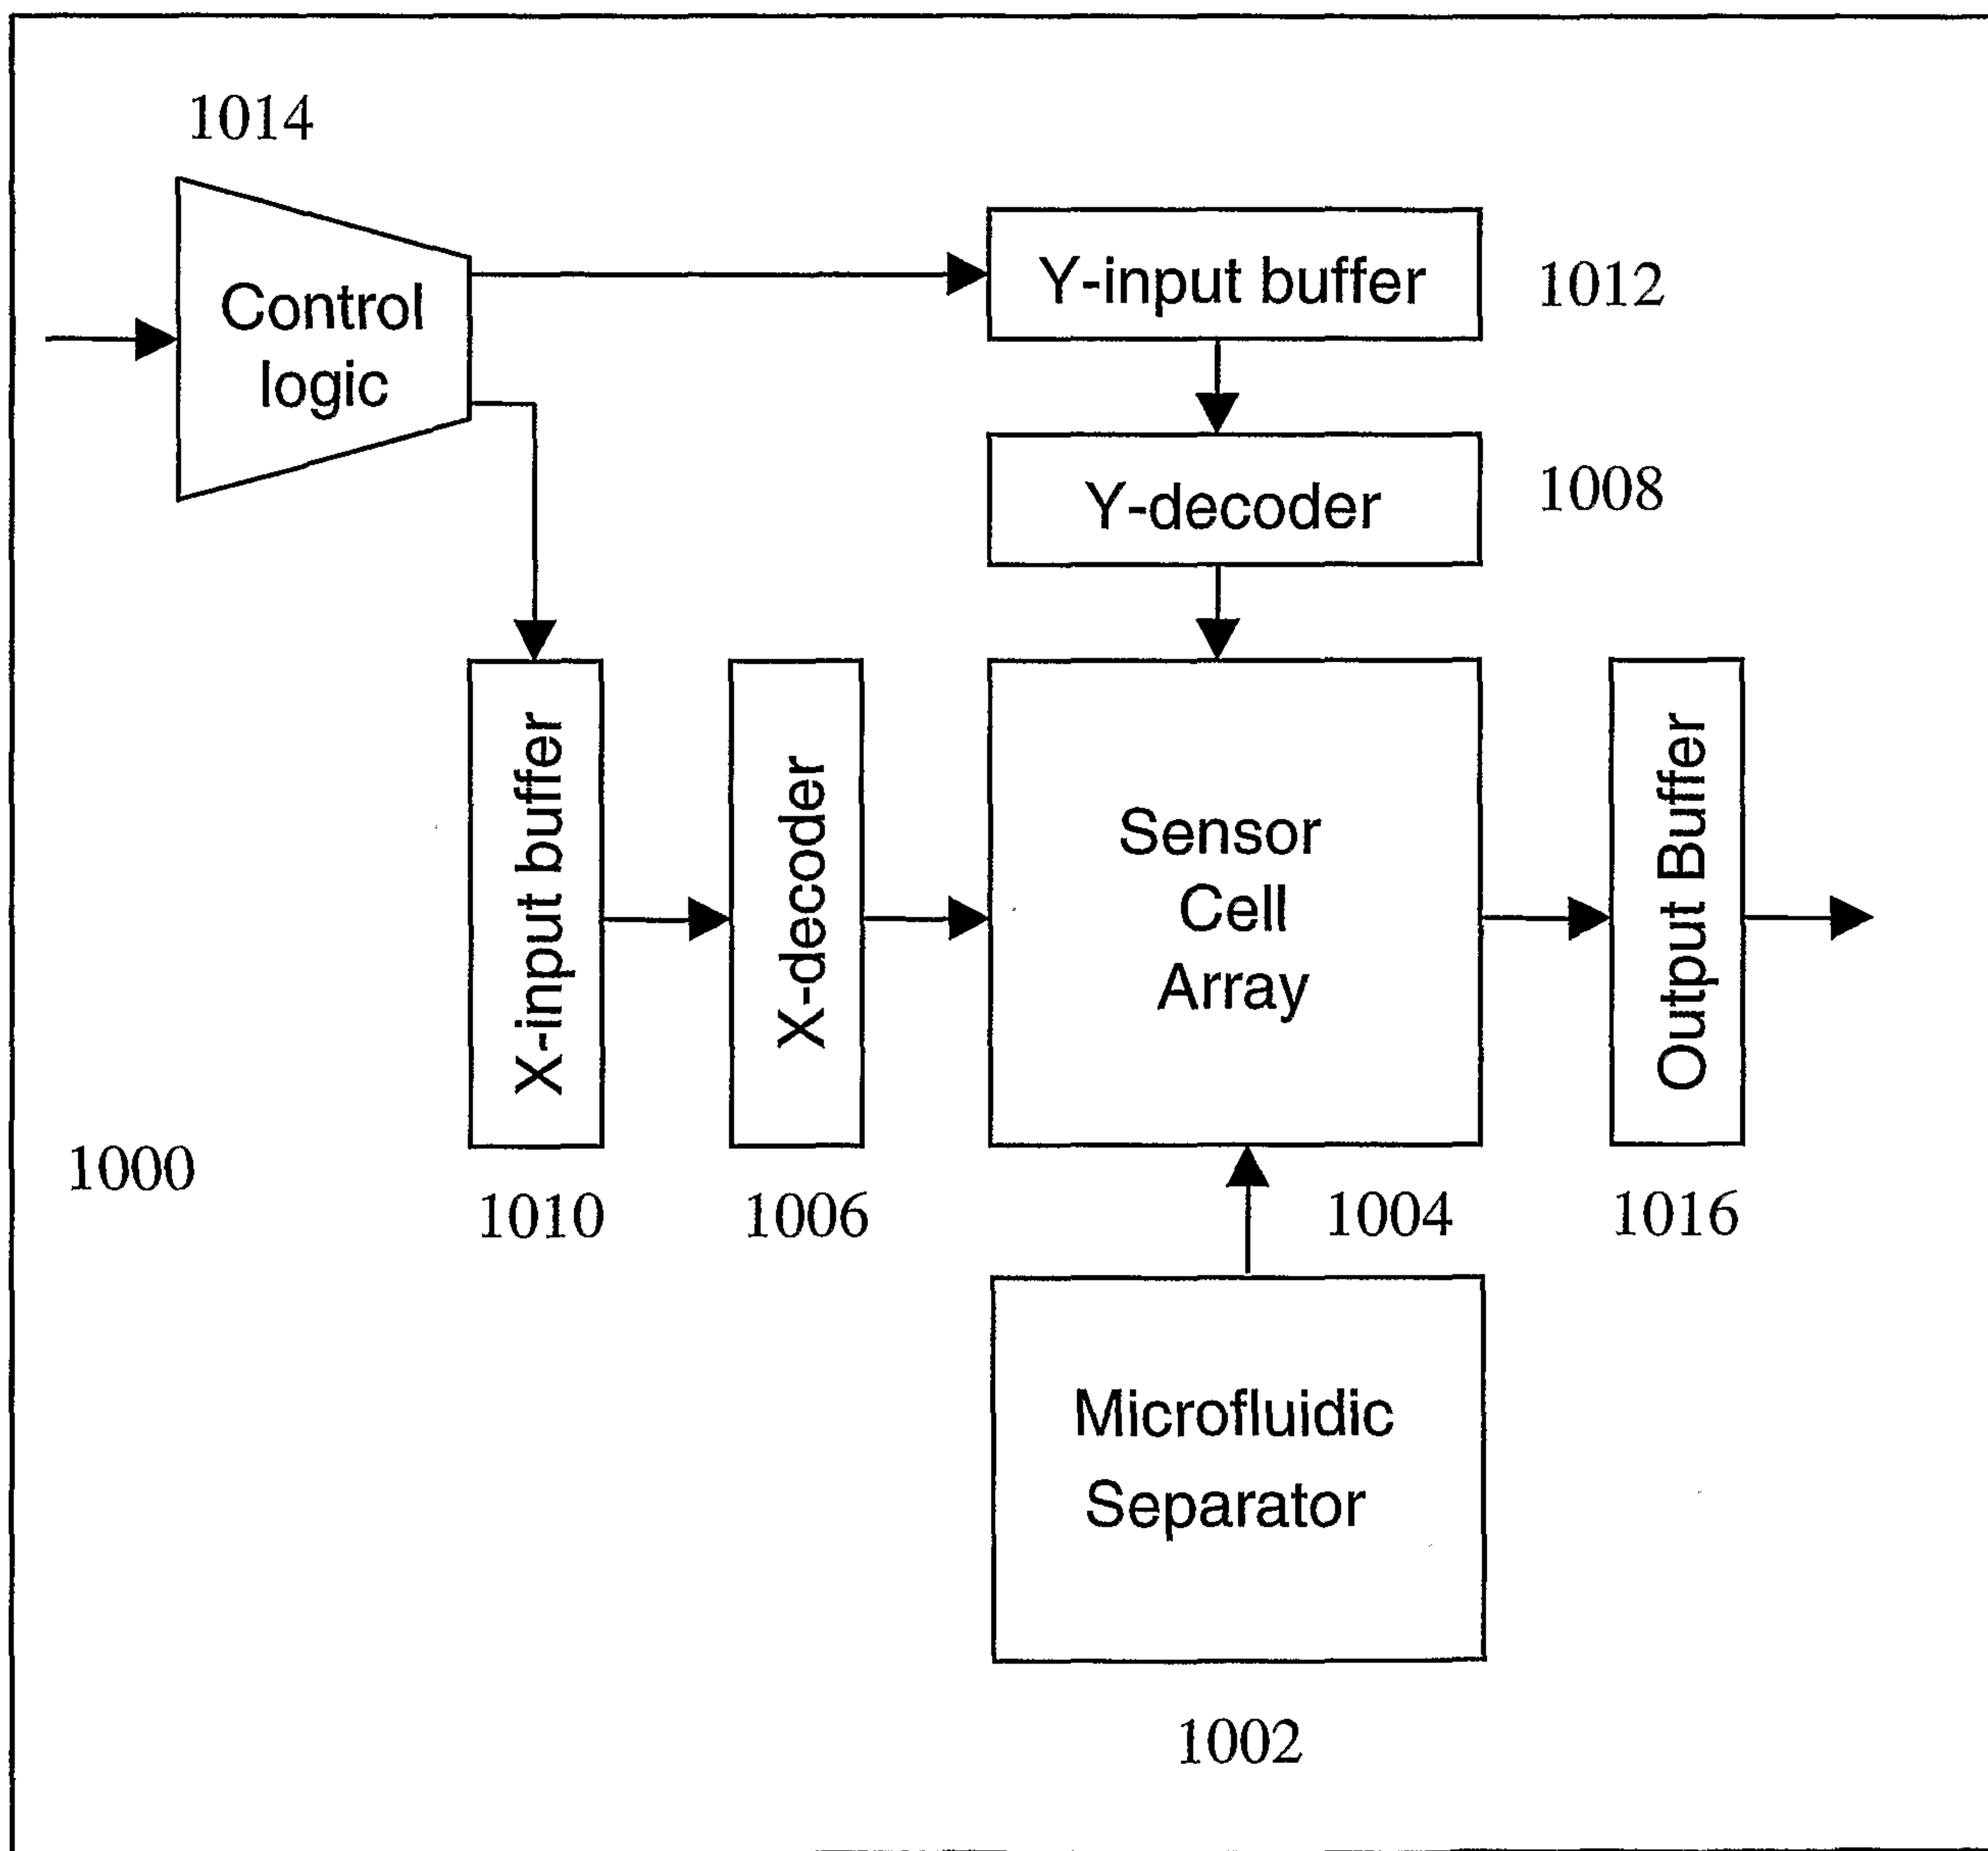 1014
Control
logic
Y-input buffer
1012
Y-decoder
1008
X-input buffer
X-decoder
Sensor
Cell
Array
Output Buffer
1000
1010
1006
1004
1016
Microfluidic
Separator
1002